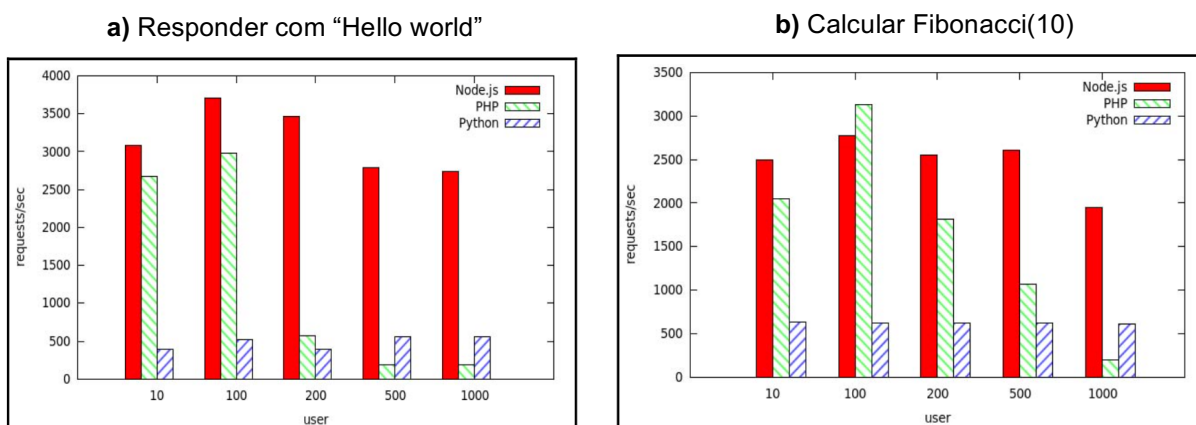 a) Responder com “Hello world”
4000
3500
3000
2500
2000
1500
1000
500
0
requests/sec
Node.js
PHP
Python
10 100 200 500 1000
user
b) Calcular Fibonacci(10)
3500
3000
2500
2000
1500
1000
500
0
requests/sec
Node.js
PHP
Python
10 100 200 500 1000
user